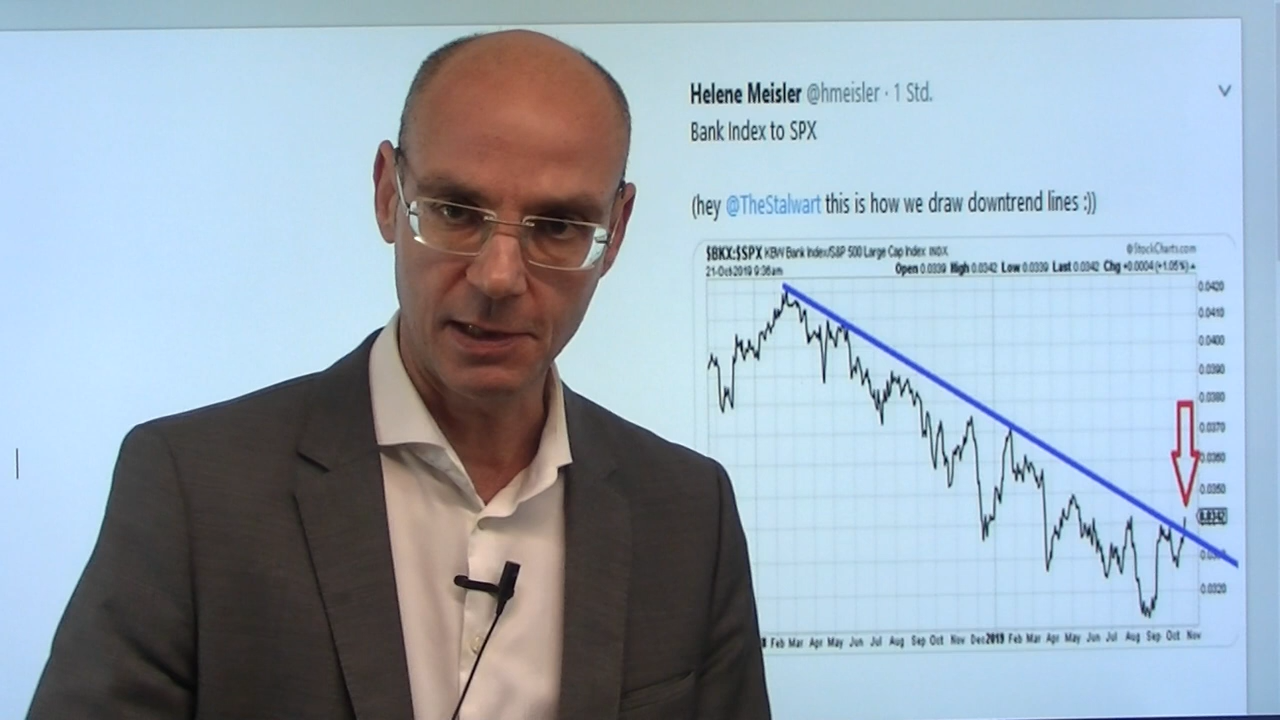 Helene Meisler @hmeisler · 1 Std.
Bank Index to SPX
(hey @TheStalwart this is how we draw downtrend lines :))
$BKX:$SPX KBW Bank Index/S&P 500 Large Cap Index INDX
© StockCharts.com
21-Oct-2019 9:36am
Open 0.0339 High 0.0342 Low 0.0339 Last 0.0342 Chg +0.0004 (+1.05%)
0.0420
0.0410
0.0400
0.0390
0.0380
0.0370
0.0360
0.0350
0.0342
0.0320
Feb Mar Apr May Jun Jul Aug Sep Oct Nov Dec 2019 Feb Mar Apr May Jun Jul Aug Sep Oct Nov